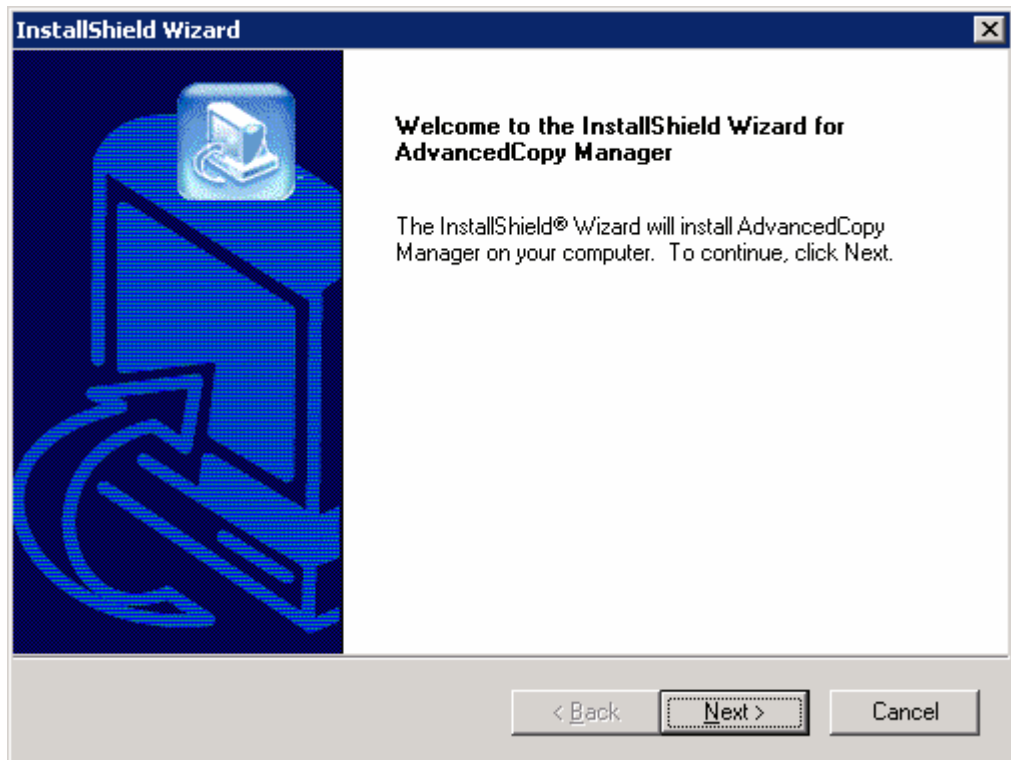 InstallShield Wizard
Welcome to the InstallShield Wizard for
AdvancedCopy Manager
The InstallShield® Wizard will install AdvancedCopy
Manager on your computer. To continue, click Next.
< Back
Next >
Cancel